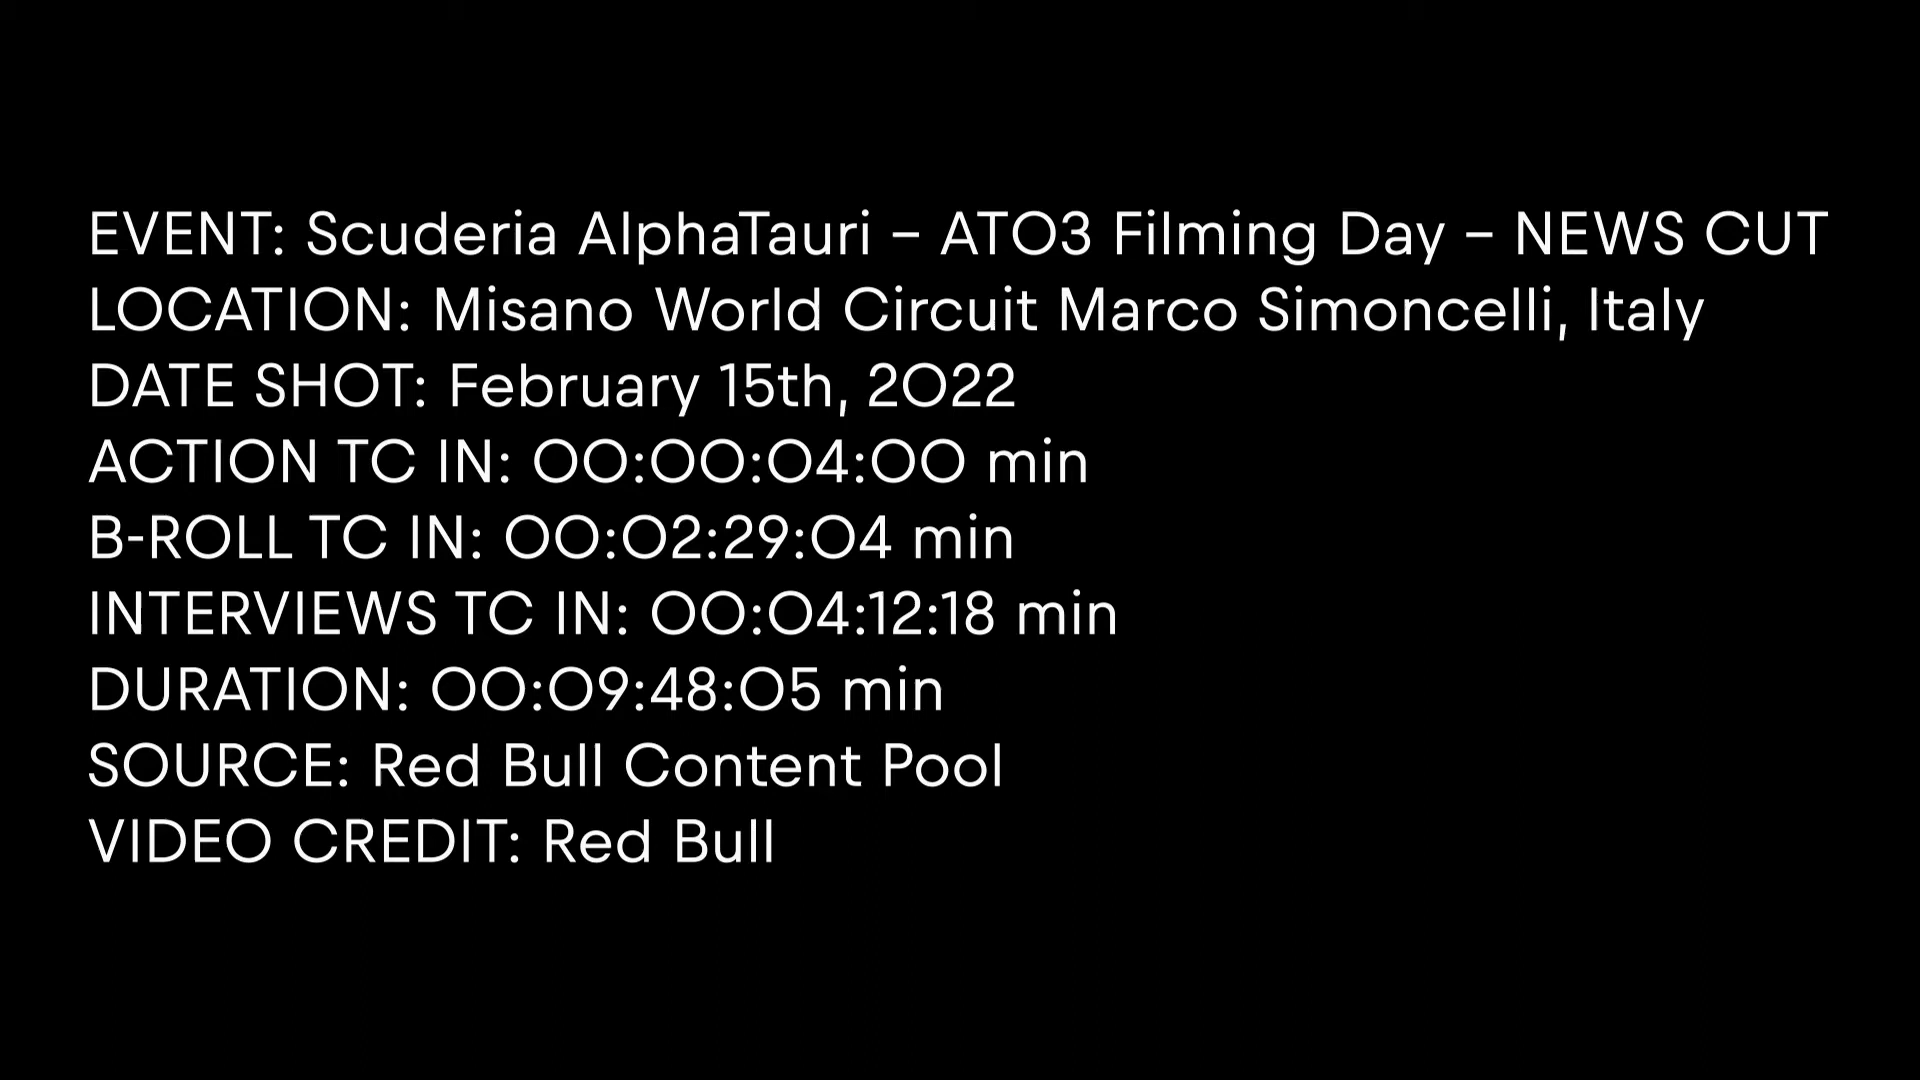 EVENT: Scuderia AlphaTauri – AT03 Filming Day – NEWS CUT
LOCATION: Misano World Circuit Marco Simoncelli, Italy
DATE SHOT: February 15th, 2022
ACTION TC IN: 00:00:04:00 min
B-ROLL TC IN: 00:02:29:04 min
INTERVIEWS TC IN: 00:04:12:18 min
DURATION: 00:09:48:05 min
SOURCE: Red Bull Content Pool
VIDEO CREDIT: Red Bull